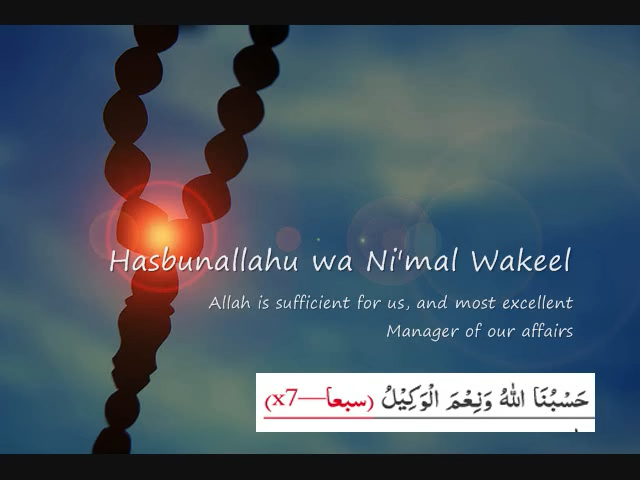 Hasbunallahu wa Ni'mal Wakeel
Allah is sufficient for us, and most excellent
Manager of our affairs
حَسْبُنَا اللهُ وَنِعْمَ الْوَكِيْلُ (سبعا—x7)